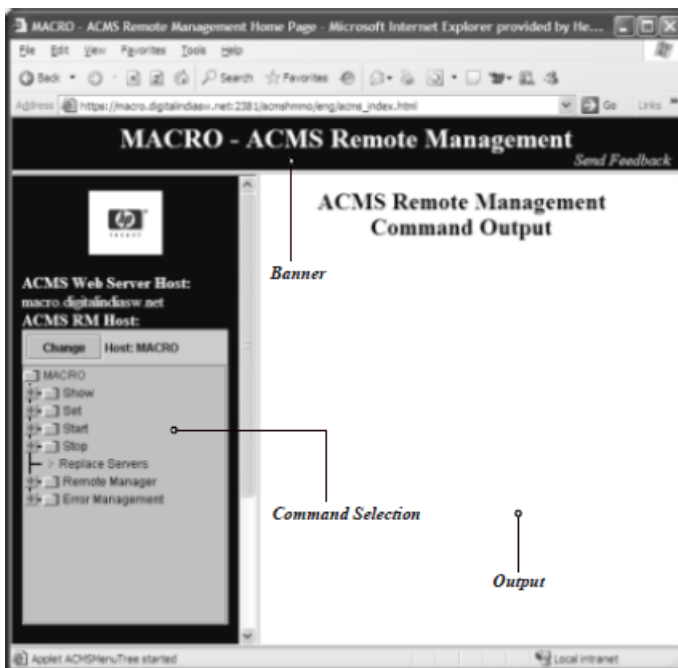 MACRO - ACMS Remote Management Home Page - Microsoft Internet Explorer provided by He...
File Edit View Favorites Tools Help
Back Search Favorites
Address https://macro.digitalindiasw.net:2381/acmshmmo/eng/acms_index.html Go Links »
MACRO - ACMS Remote Management
Send Feedback
hp
invent
ACMS Web Server Host:
macro.digitalindiasw.net
ACMS RM Host:
Change Host: MACRO
MACRO
Show
Set
Start
Stop
Replace Servers
Remote Manager
Error Management
ACMS Remote Management
Command Output
Banner
Command Selection
Output
Applet ACMSMenuTree started
Local intranet